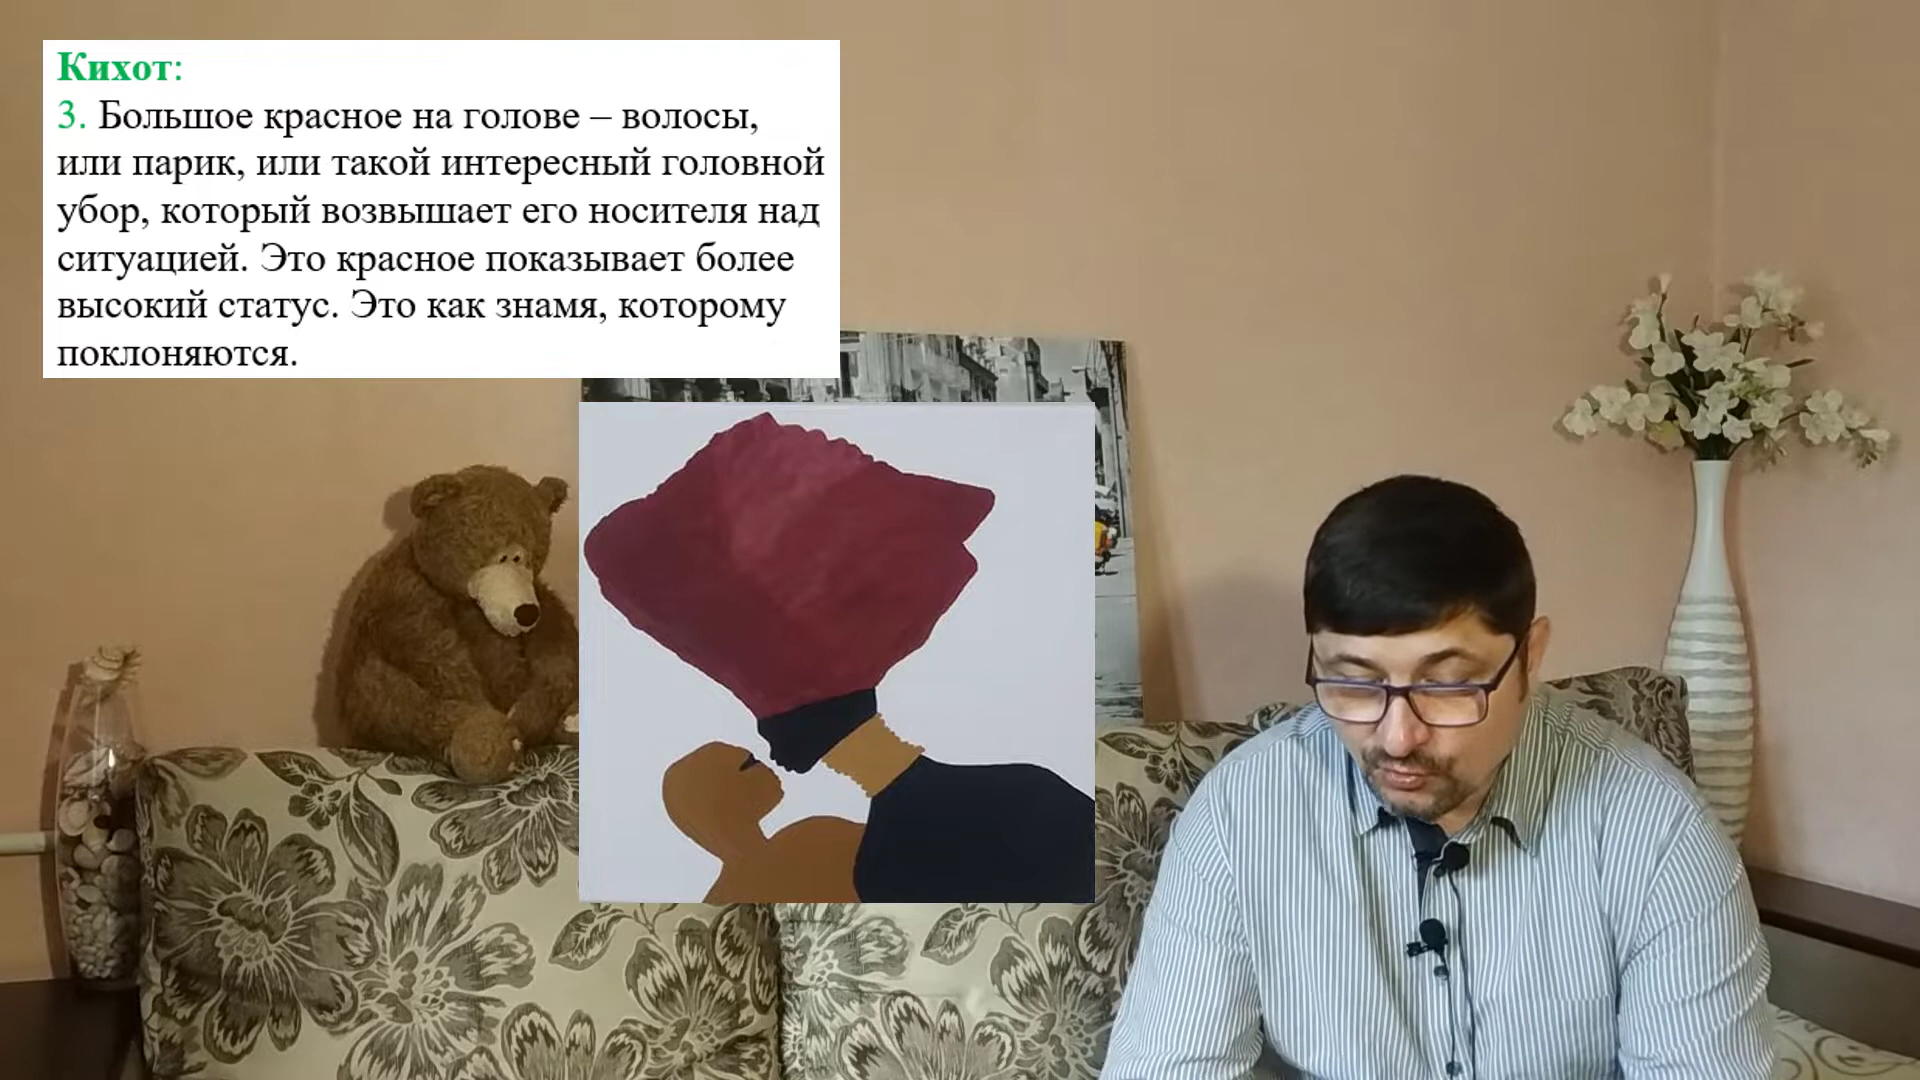 Кихот:
3. Большое красное на голове – волосы,
или парик, или такой интересный головной
убор, который возвышает его носителя над
ситуацией. Это красное показывает более
высокий статус. Это как знамя, которому
поклоняются.